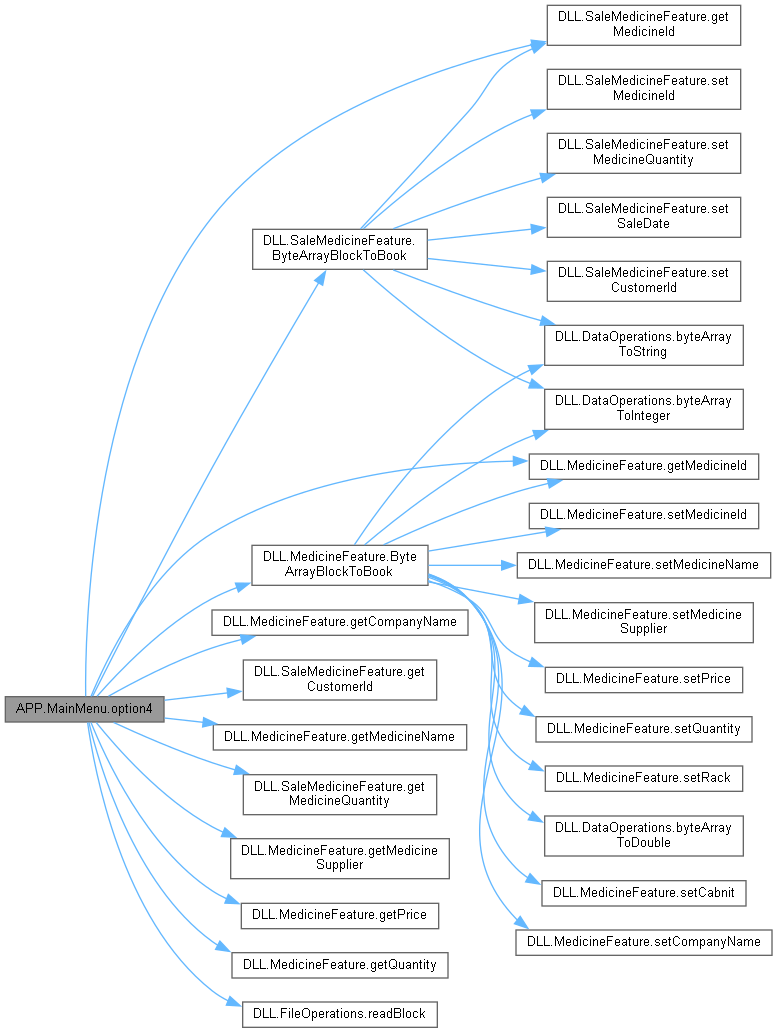 DLL.SaleMedicineFeature.get
MedicineId
DLL.SaleMedicineFeature.set
MedicineId
DLL.SaleMedicineFeature.set
MedicineQuantity
DLL.SaleMedicineFeature.set
SaleDate
DLL.SaleMedicineFeature.
ByteArrayBlockToBook
DLL.SaleMedicineFeature.set
CustomerId
DLL.DataOperations.byteArray
ToString
DLL.DataOperations.byteArray
ToInteger
DLL.MedicineFeature.getMedicineId
DLL.MedicineFeature.setMedicineId
DLL.MedicineFeature.Byte
ArrayBlockToBook
DLL.MedicineFeature.setMedicineName
DLL.MedicineFeature.getCompanyName
DLL.MedicineFeature.setMedicine
Supplier
DLL.SaleMedicineFeature.get
CustomerId
DLL.MedicineFeature.setPrice
APP.MainMenu.option4
DLL.MedicineFeature.getMedicineName
DLL.MedicineFeature.setQuantity
DLL.SaleMedicineFeature.get
MedicineQuantity
DLL.MedicineFeature.setRack
DLL.DataOperations.byteArray
ToDouble
DLL.MedicineFeature.getMedicine
Supplier
DLL.MedicineFeature.setCabnit
DLL.MedicineFeature.getPrice
DLL.MedicineFeature.setCompanyName
DLL.MedicineFeature.getQuantity
DLL.FileOperations.readBlock